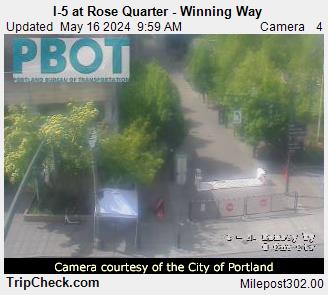 I-5 at Rose Quarter - Winning Way
Updated May 16 2024 9:59 AM Camera 4
PBOT
PORTLAND BUREAU OF TRANSPORTATION
Camera courtesy of the City of Portland
TripCheck.com Milepost302.00